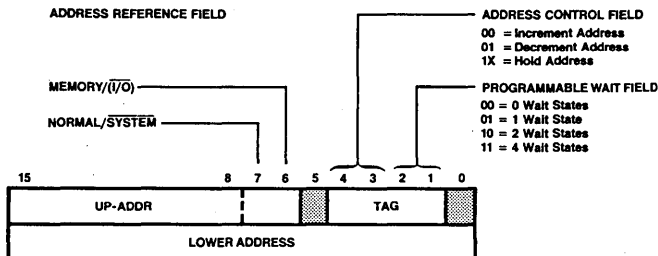 ADDRESS REFERENCE FIELD
ADDRESS CONTROL FIELD
00 = Increment Address
01 = Decrement Address
1X = Hold Address
MEMORY/(I/O)
PROGRAMMABLE WAIT FIELD
NORMAL/SYSTEM
00 = 0 Wait States
01 = 1 Wait State
10 = 2 Wait States
11 = 4 Wait States
15 8 7 6 5 4 3 2 1 0
UP-ADDR TAG
LOWER ADDRESS